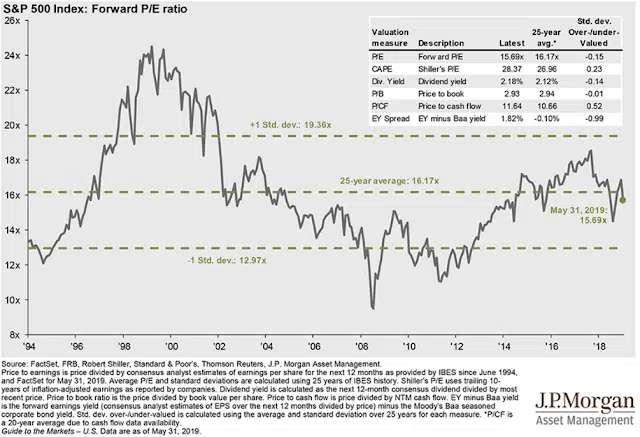 S&P 500 Index: Forward P/E ratio
26x
24x
22x
20x
18x
16x
14x
12x
10x
8x
Valuation measure Description Latest 25-year avg.* Std. dev. Over-/under-Valued
P/E Forward P/E 15.69x 16.17x -0.15
CAPE Shiller's P/E 28.37 26.96 0.23
Div. Yield Dividend yield 2.18% 2.12% -0.14
P/B Price to book 2.93 2.94 -0.01
P/CF Price to cash flow 11.64 10.66 0.52
EY Spread EY minus Baa yield 1.82% -0.10% -0.99
+1 Std. dev.: 19.36x
25-year average: 16.17x
May 31, 2019:
15.69x
-1 Std. dev.: 12.97x
'94 '95 '96 '97 '98 '99 '00 '01 '02 '03 '04 '05 '06 '07 '08 '09 '10 '11 '12 '13 '14 '15 '16 '17 '18
Source: FactSet, FRB, Robert Shiller, Standard & Poor's, Thomson Reuters, J.P. Morgan Asset Management.
Price to earnings is price divided by consensus analyst estimates of earnings per share for the next 12 months as provided by IBES since June 1994,
and FactSet for May 31, 2019. Average P/E and standard deviations are calculated using 25 years of IBES history. Shiller's P/E uses trailing 10-
years of inflation-adjusted earnings as reported by companies. Dividend yield is calculated as the next 12-month consensus dividend divided by most
recent price. Price to book ratio is the price divided by book value per share. Price to cash flow is price divided by NTM cash flow. EY minus Baa yield
is the forward earnings yield (consensus analyst estimates of EPS over the next 12 months divided by price) minus the Moody's Baa seasoned
corporate bond yield. Std. dev. over-/under-valued is calculated using the average and standard deviation over 25 years for each measure. *P/CF is
a 20-year average due to cash flow data availability.
Guide to the Markets – U.S. Data are as of May 31, 2019.
J.P.Morgan
Asset Management